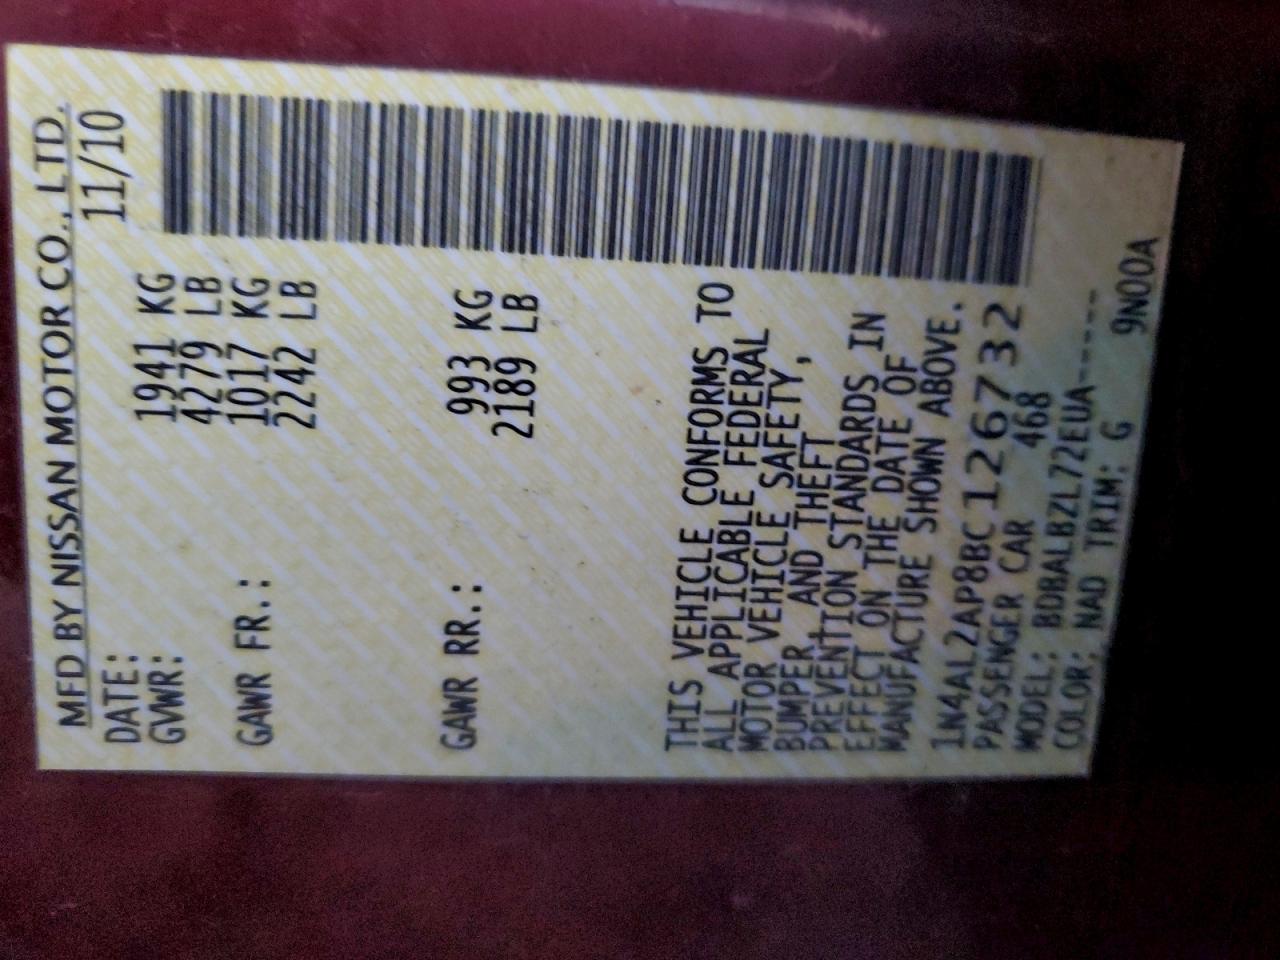 MFD BY NISSAN MOTOR CO., LTD.
DATE: 11/10
GVWR: 1941 KG
4279 LB
GAWR FR.: 1017 KG
2242 LB
GAWR RR.: 993 KG
2189 LB
THIS VEHICLE CONFORMS TO
ALL APPLICABLE FEDERAL
MOTOR VEHICLE SAFETY,
BUMPER, AND THEFT
PREVENTION STANDARDS IN
EFFECT ON THE DATE OF
MANUFACTURE SHOWN ABOVE.
1N4AL2AP8BC126732
PASSENGER CAR 468
MODEL: BDBALBZL72EUA-----
COLOR: NAD TRIM: G 9N00A